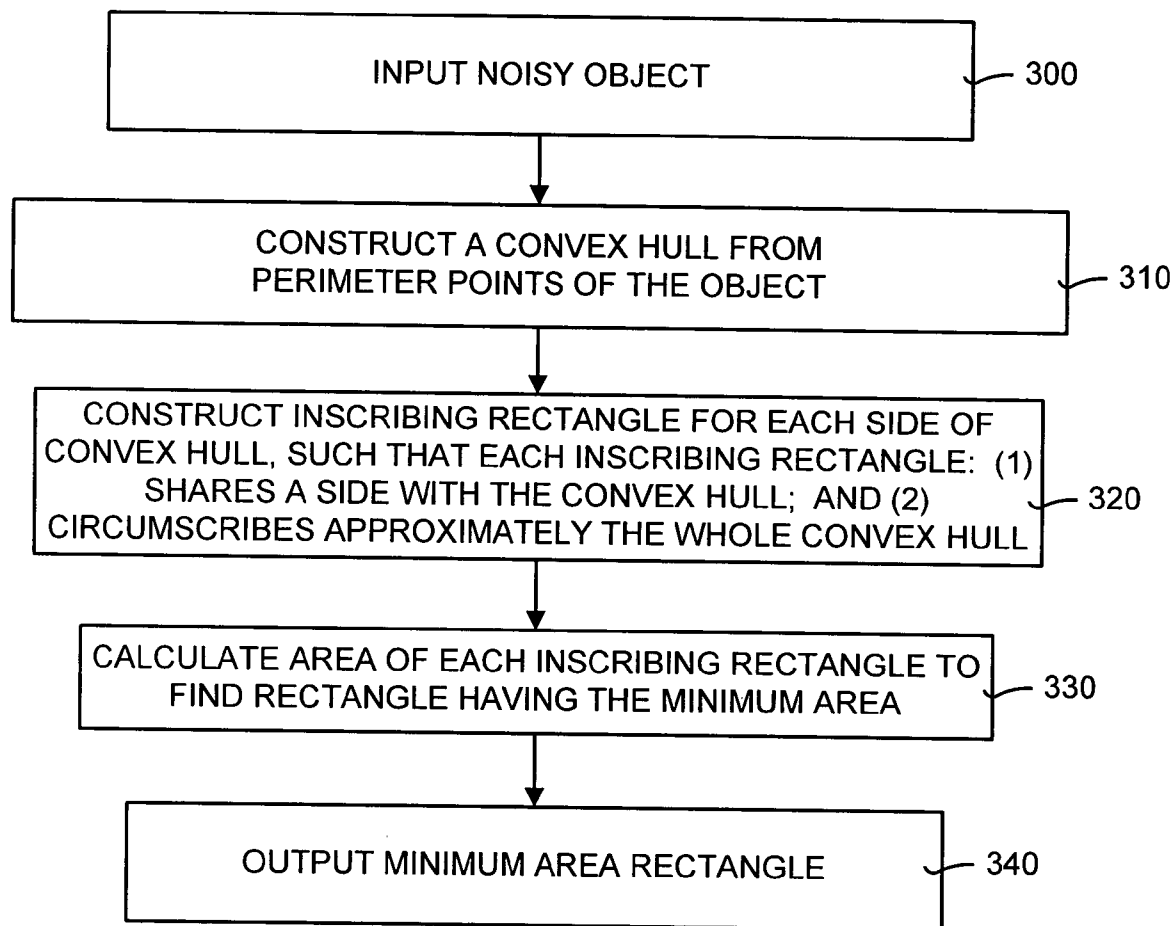 INPUT NOISY OBJECT
300
CONSTRUCT A CONVEX HULL FROM
PERIMETER POINTS OF THE OBJECT
310
CONSTRUCT INSCRIBING RECTANGLE FOR EACH SIDE OF
CONVEX HULL, SUCH THAT EACH INSCRIBING RECTANGLE: (1)
SHARES A SIDE WITH THE CONVEX HULL; AND (2)
CIRCUMSCRIBES APPROXIMATELY THE WHOLE CONVEX HULL
320
CALCULATE AREA OF EACH INSCRIBING RECTANGLE TO
FIND RECTANGLE HAVING THE MINIMUM AREA
330
OUTPUT MINIMUM AREA RECTANGLE
340